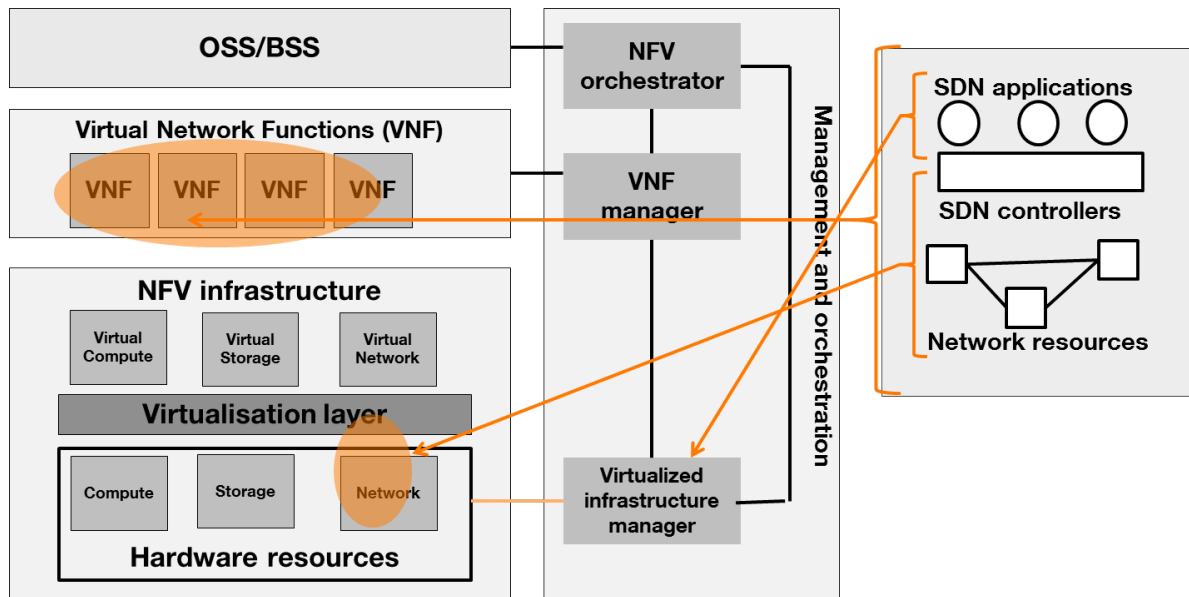 OSS/BSS
Virtual Network Functions (VNF)
VNF
VNF
VNF
VNF
NFV infrastructure
Virtual
Compute
Virtual
Storage
Virtual
Network
Virtualisation layer
Compute
Storage
Network
Hardware resources
NFV
orchestrator
VNF
manager
Virtualized
infrastructure
manager
Management and orchestration
SDN applications
SDN controllers
Network resources